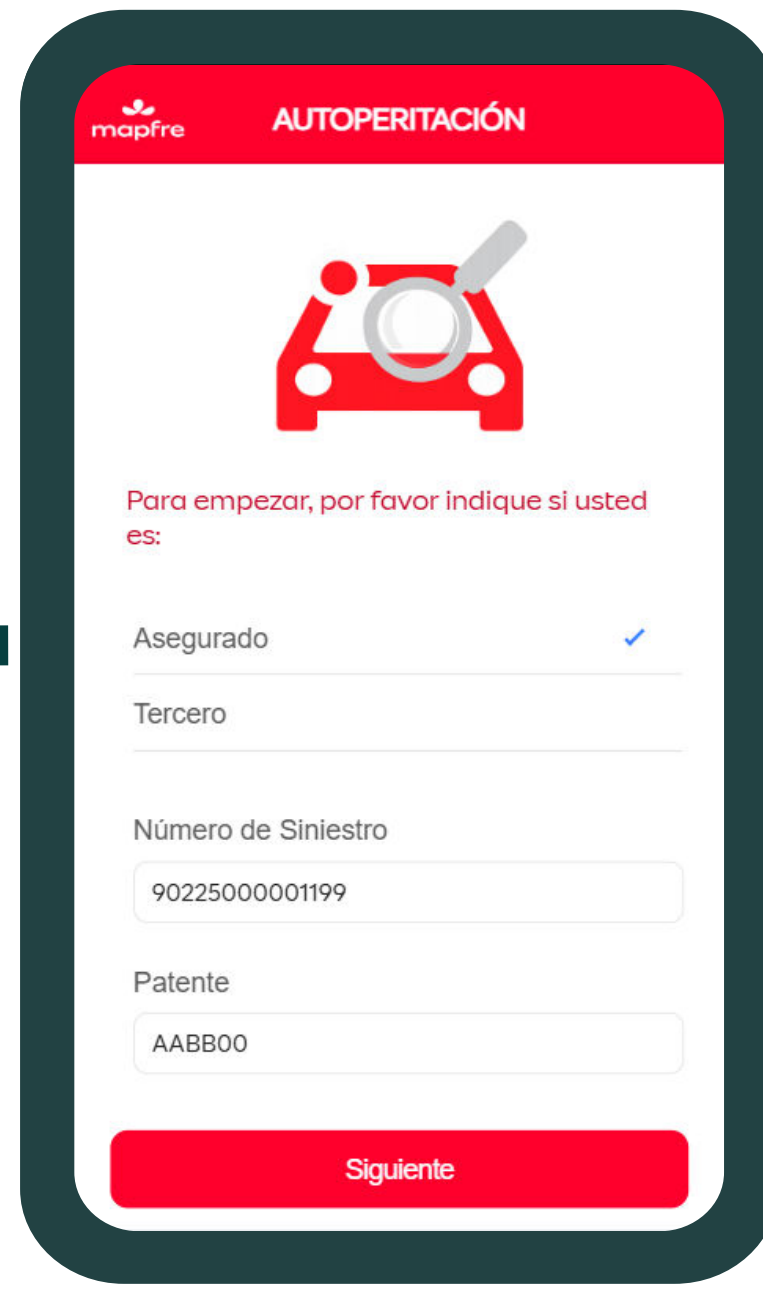 mapfre
AUTOPERITACIÓN
Para empezar, por favor indique si usted
es:
Asegurado
Tercero
Número de Siniestro
90225000001199
Patente
AABB00
Siguiente